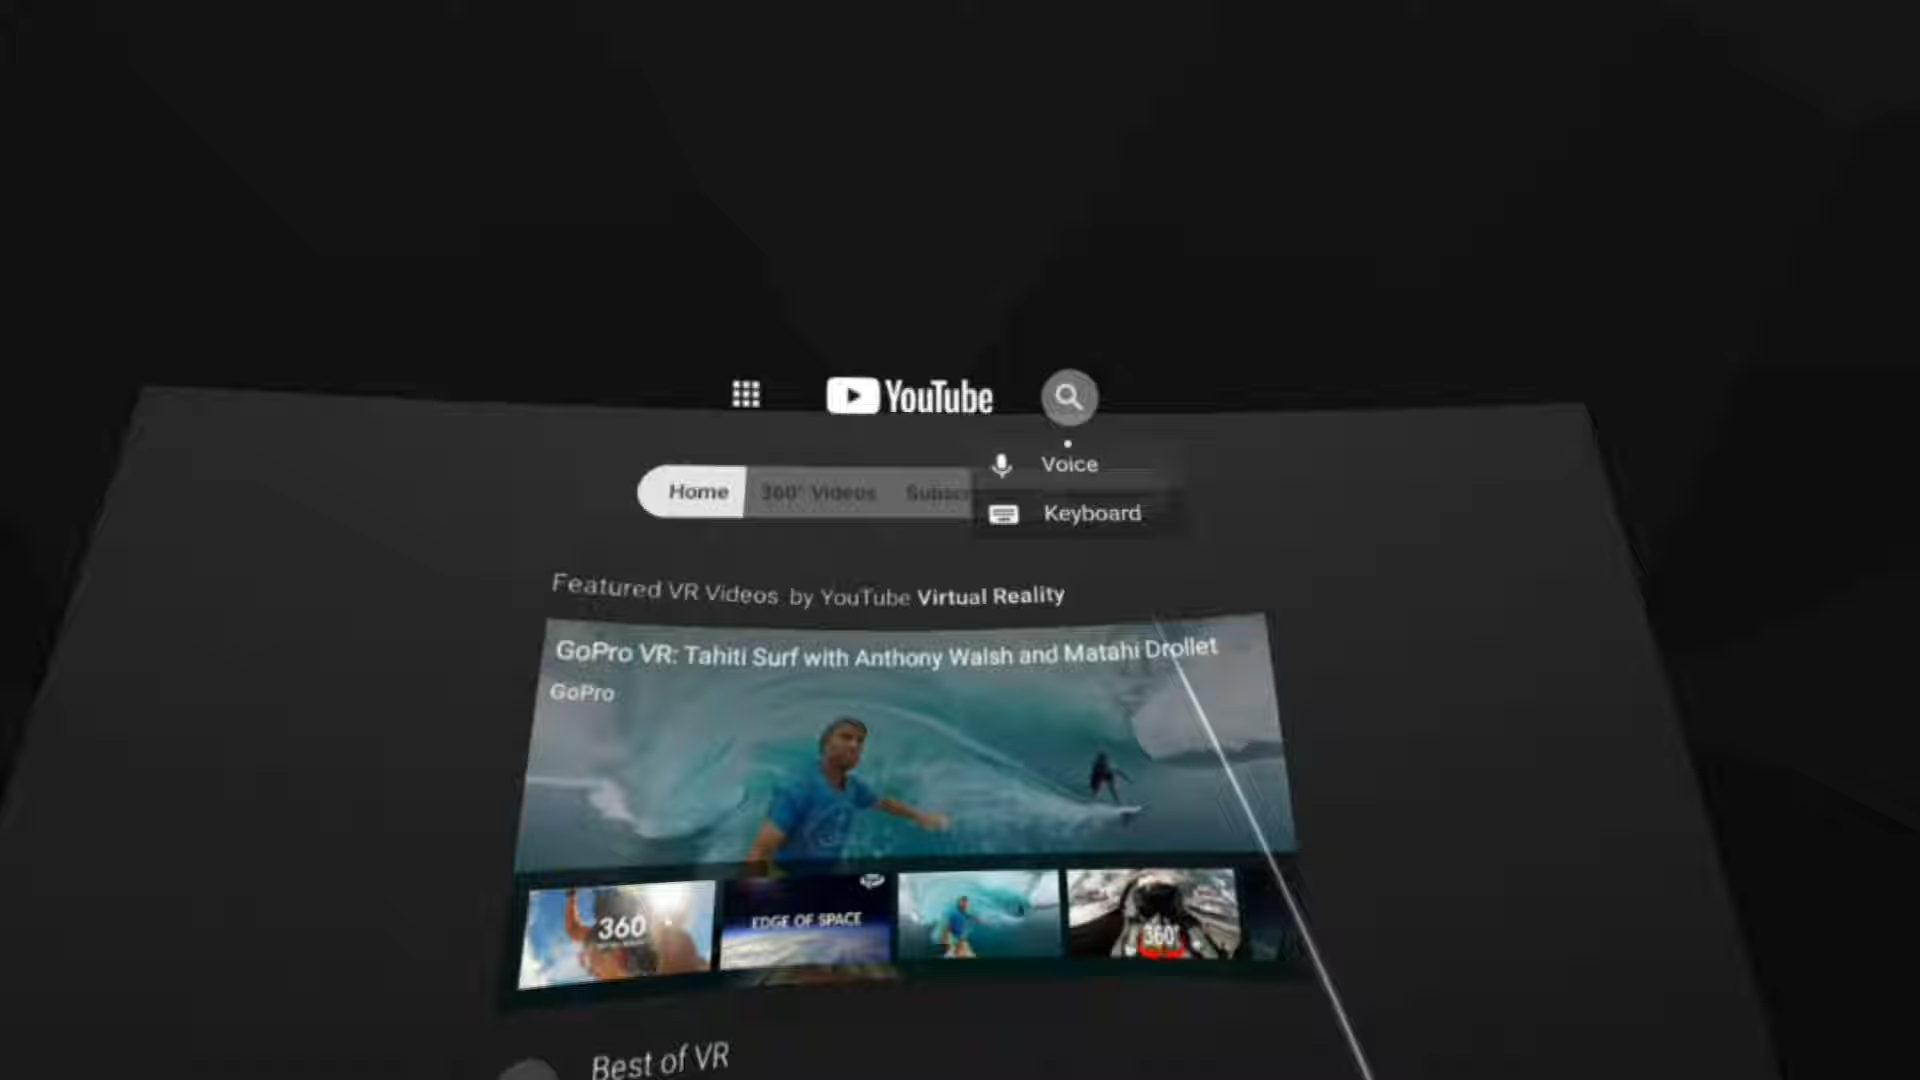 YouTube
Voice
Home 360° Videos
Keyboard
Featured VR Videos by YouTube Virtual Reality
GoPro VR: Tahiti Surf with Anthony Walsh and Matahi Drollet
GoPro
360
EDGE OF SPACE
360°
Best of VR